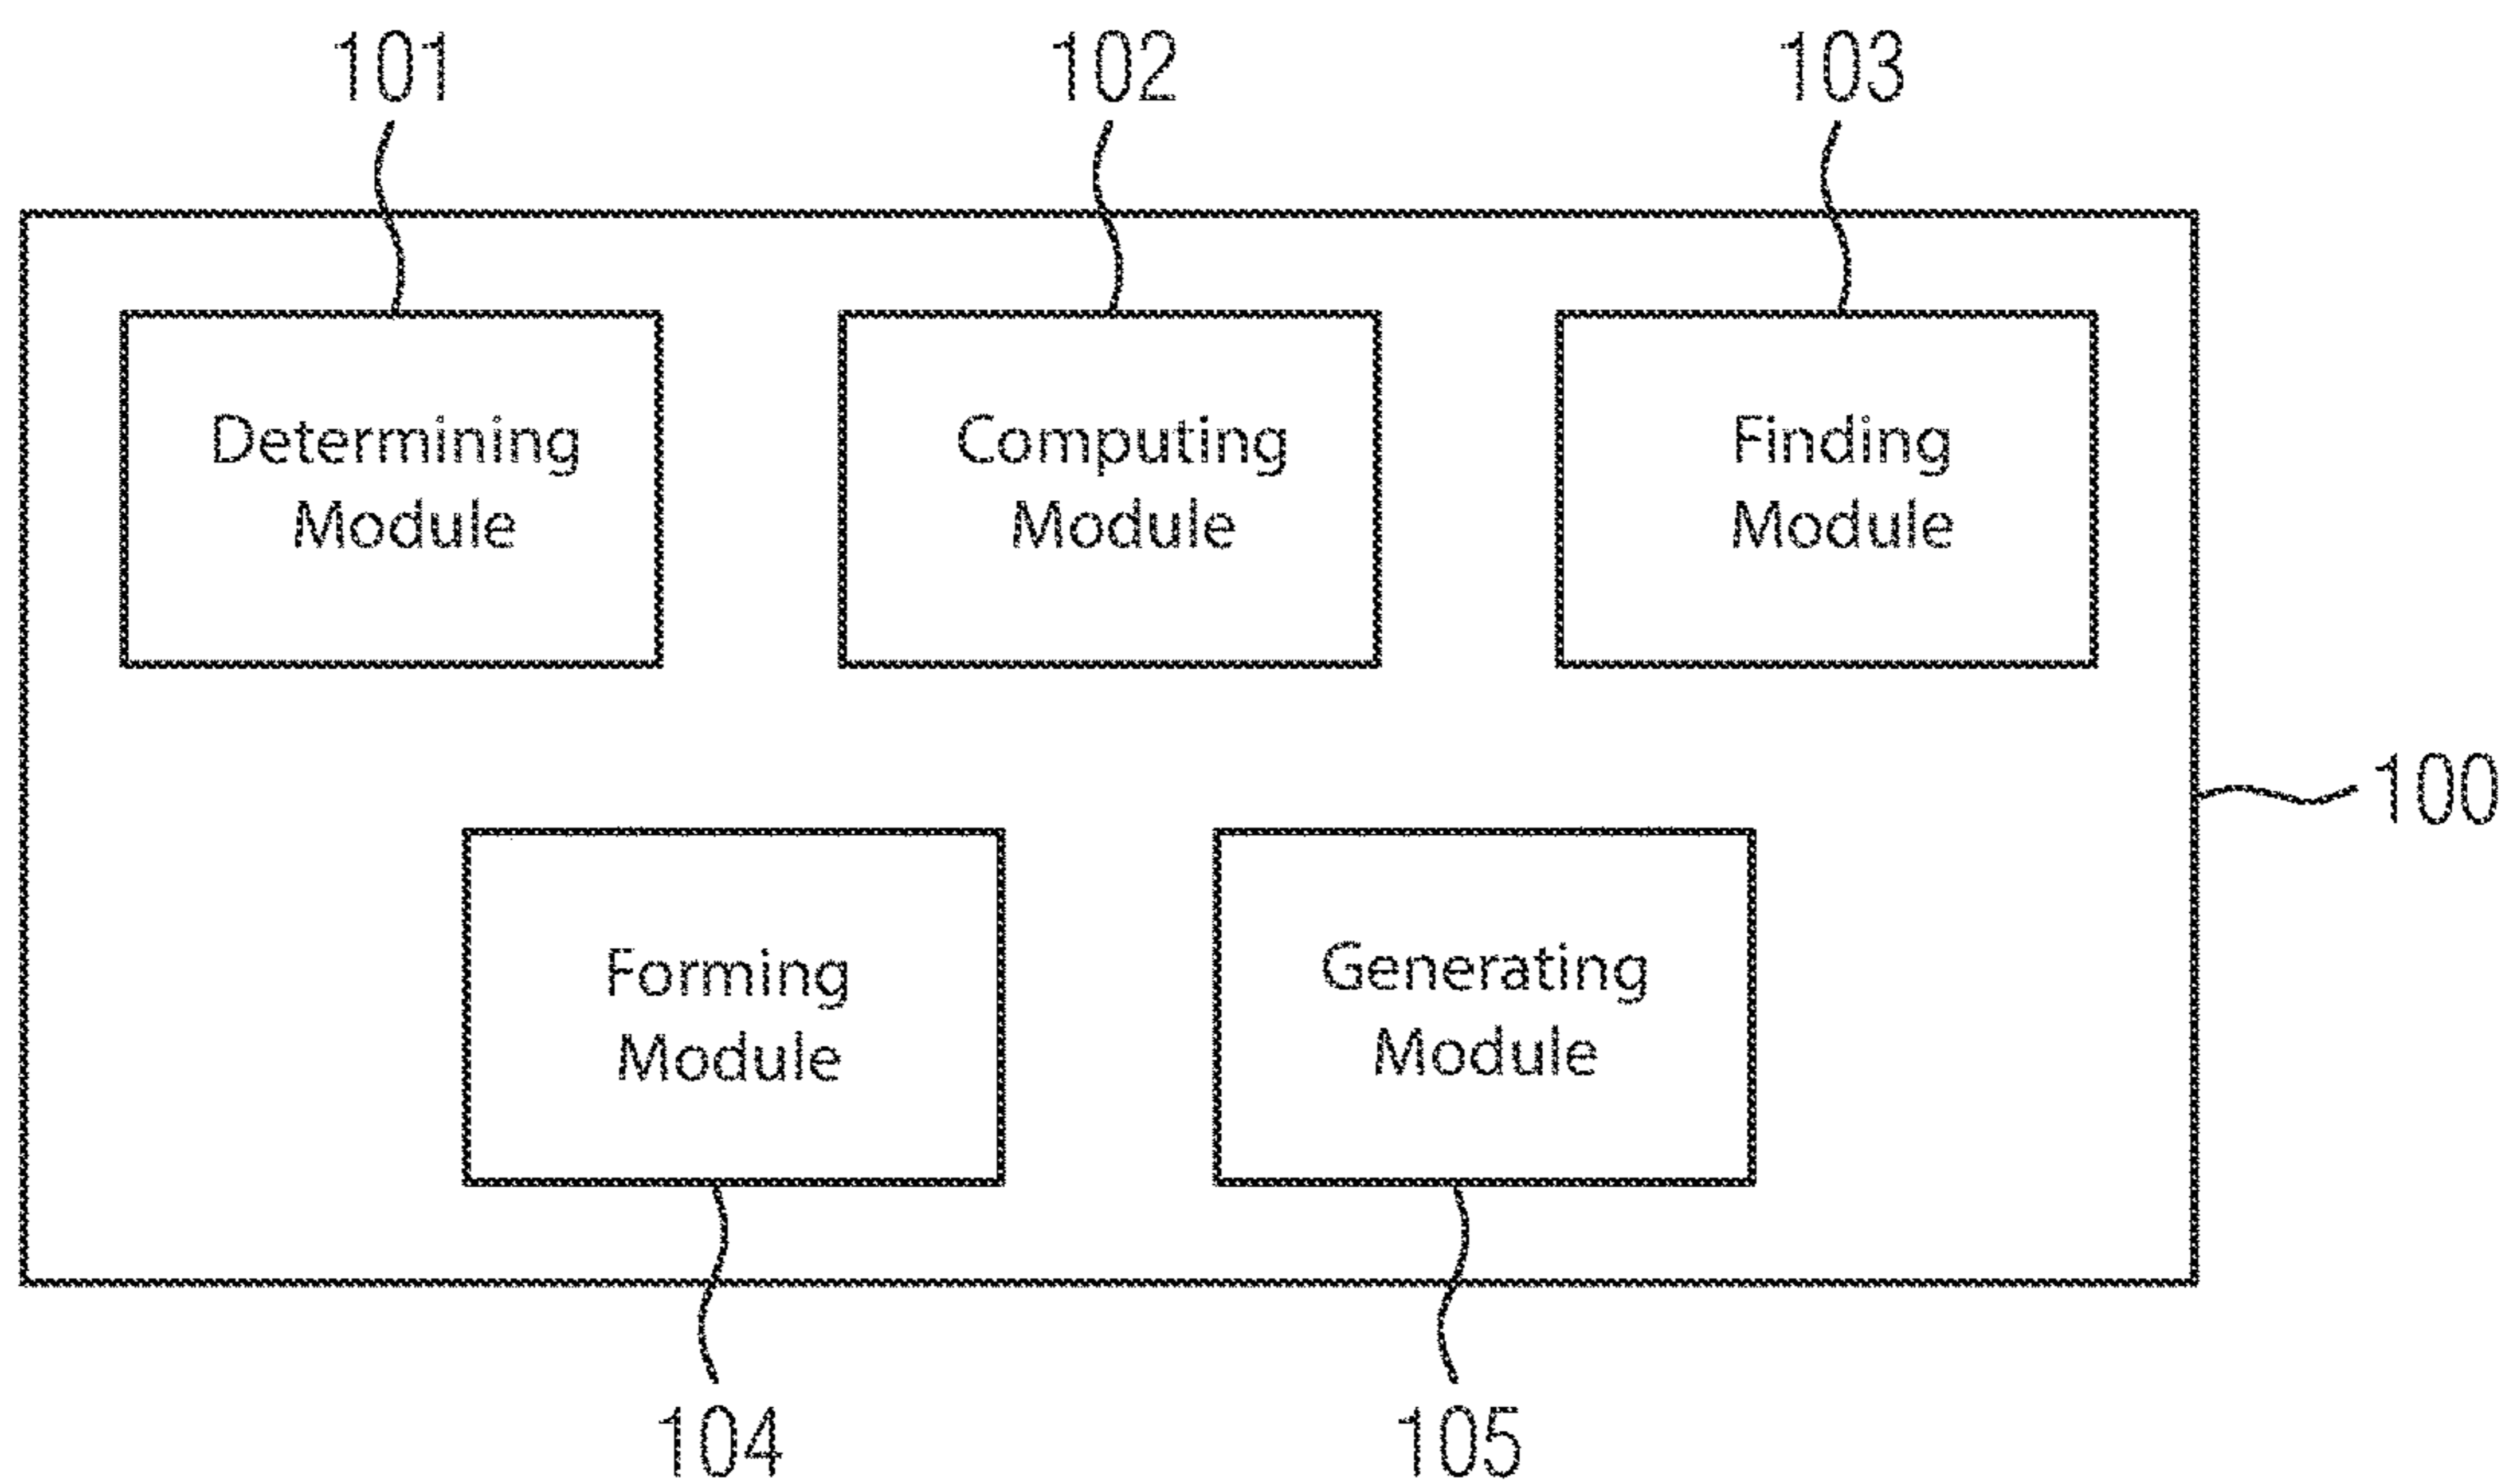 101
102
103
Determining
Module
Computing
Module
Finding
Module
100
Forming
Module
Generating
Module
104
105